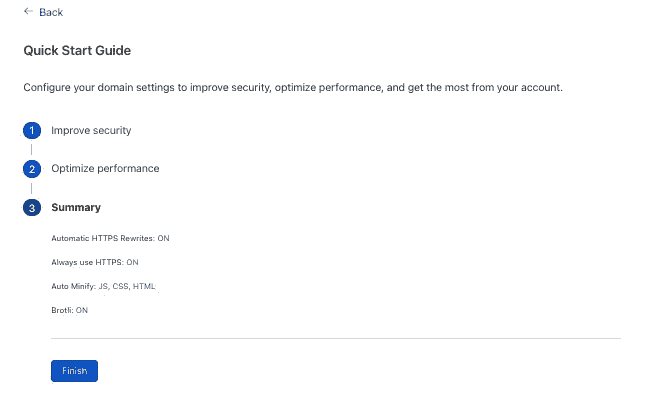 ← Back
Quick Start Guide
Configure your domain settings to improve security, optimize performance, and get the most from your account.
1 Improve security
2 Optimize performance
3 Summary
Automatic HTTPS Rewrites: ON
Always use HTTPS: ON
Auto Minify: JS, CSS, HTML
Brotli: ON
Finish